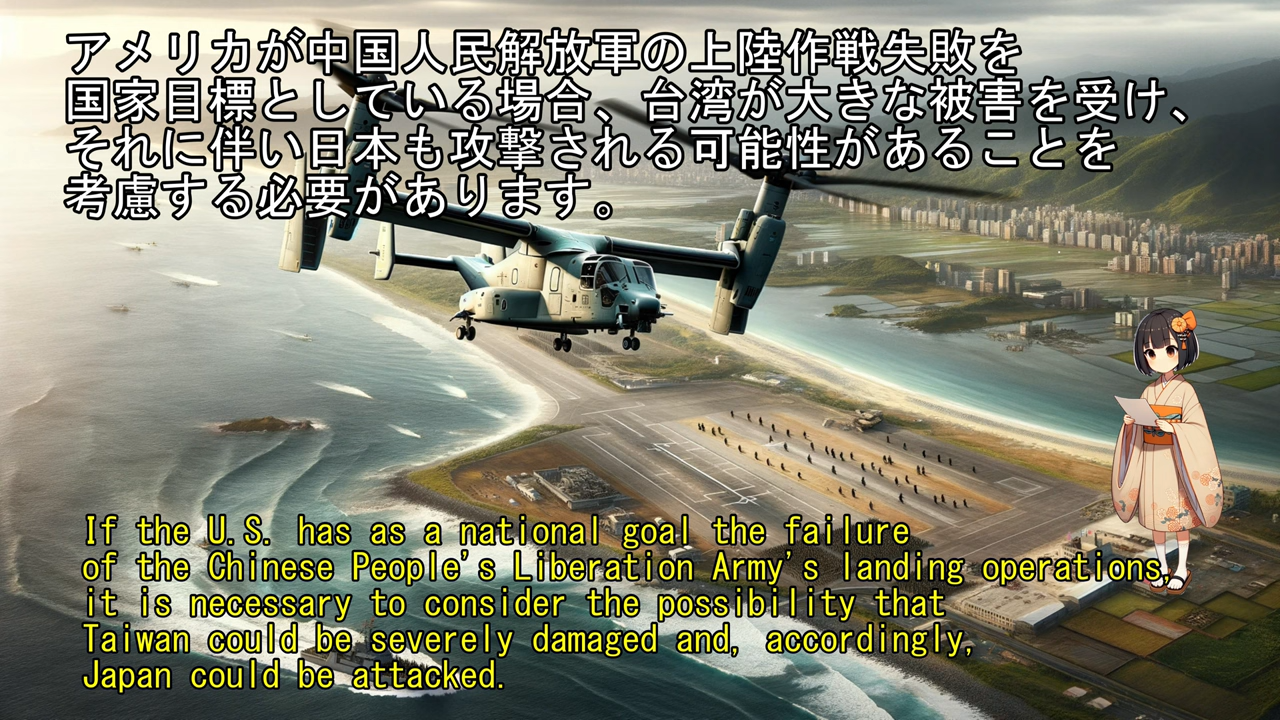 アメリカが中国人民解放軍の上陸作戦失敗を
国家目標としている場合、台湾が大きな被害を受け、
それに伴い日本も攻撃される可能性があることを
考慮する必要があります。
If the U.S. has as a national goal the failure
of the Chinese People's Liberation Army's landing operations,
it is necessary to consider the possibility that
Taiwan could be severely damaged and, accordingly,
Japan could be attacked.